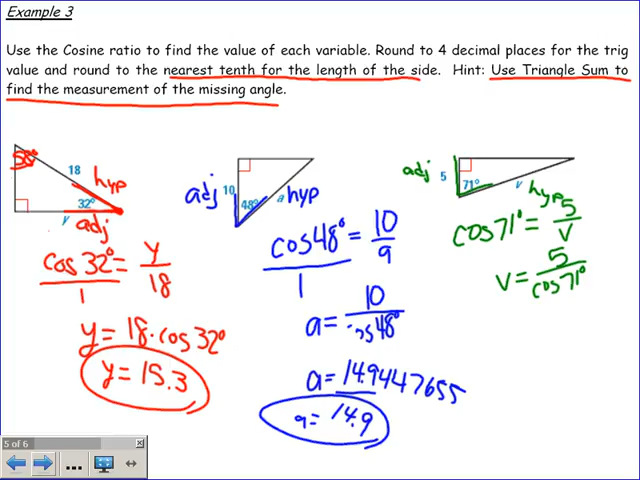 Example 3
Use the Cosine ratio to find the value of each variable. Round to 4 decimal places for the trig
value and round to the nearest tenth for the length of the side. Hint: Use Triangle Sum to
find the measurement of the missing angle.
58°
18
hyp
32°
y
adj
cos 32° = y/18
1
y = 18 · cos 32°
y = 15.3
adj
10
48°
a
hyp
cos 48° = 10/a
1
a = 10/cos 48°
a = 14.9447655
a = 14.9
adj
5
71°
v
hyp
cos 71° = 5/v
v = 5/cos 71°
5 of 6
...